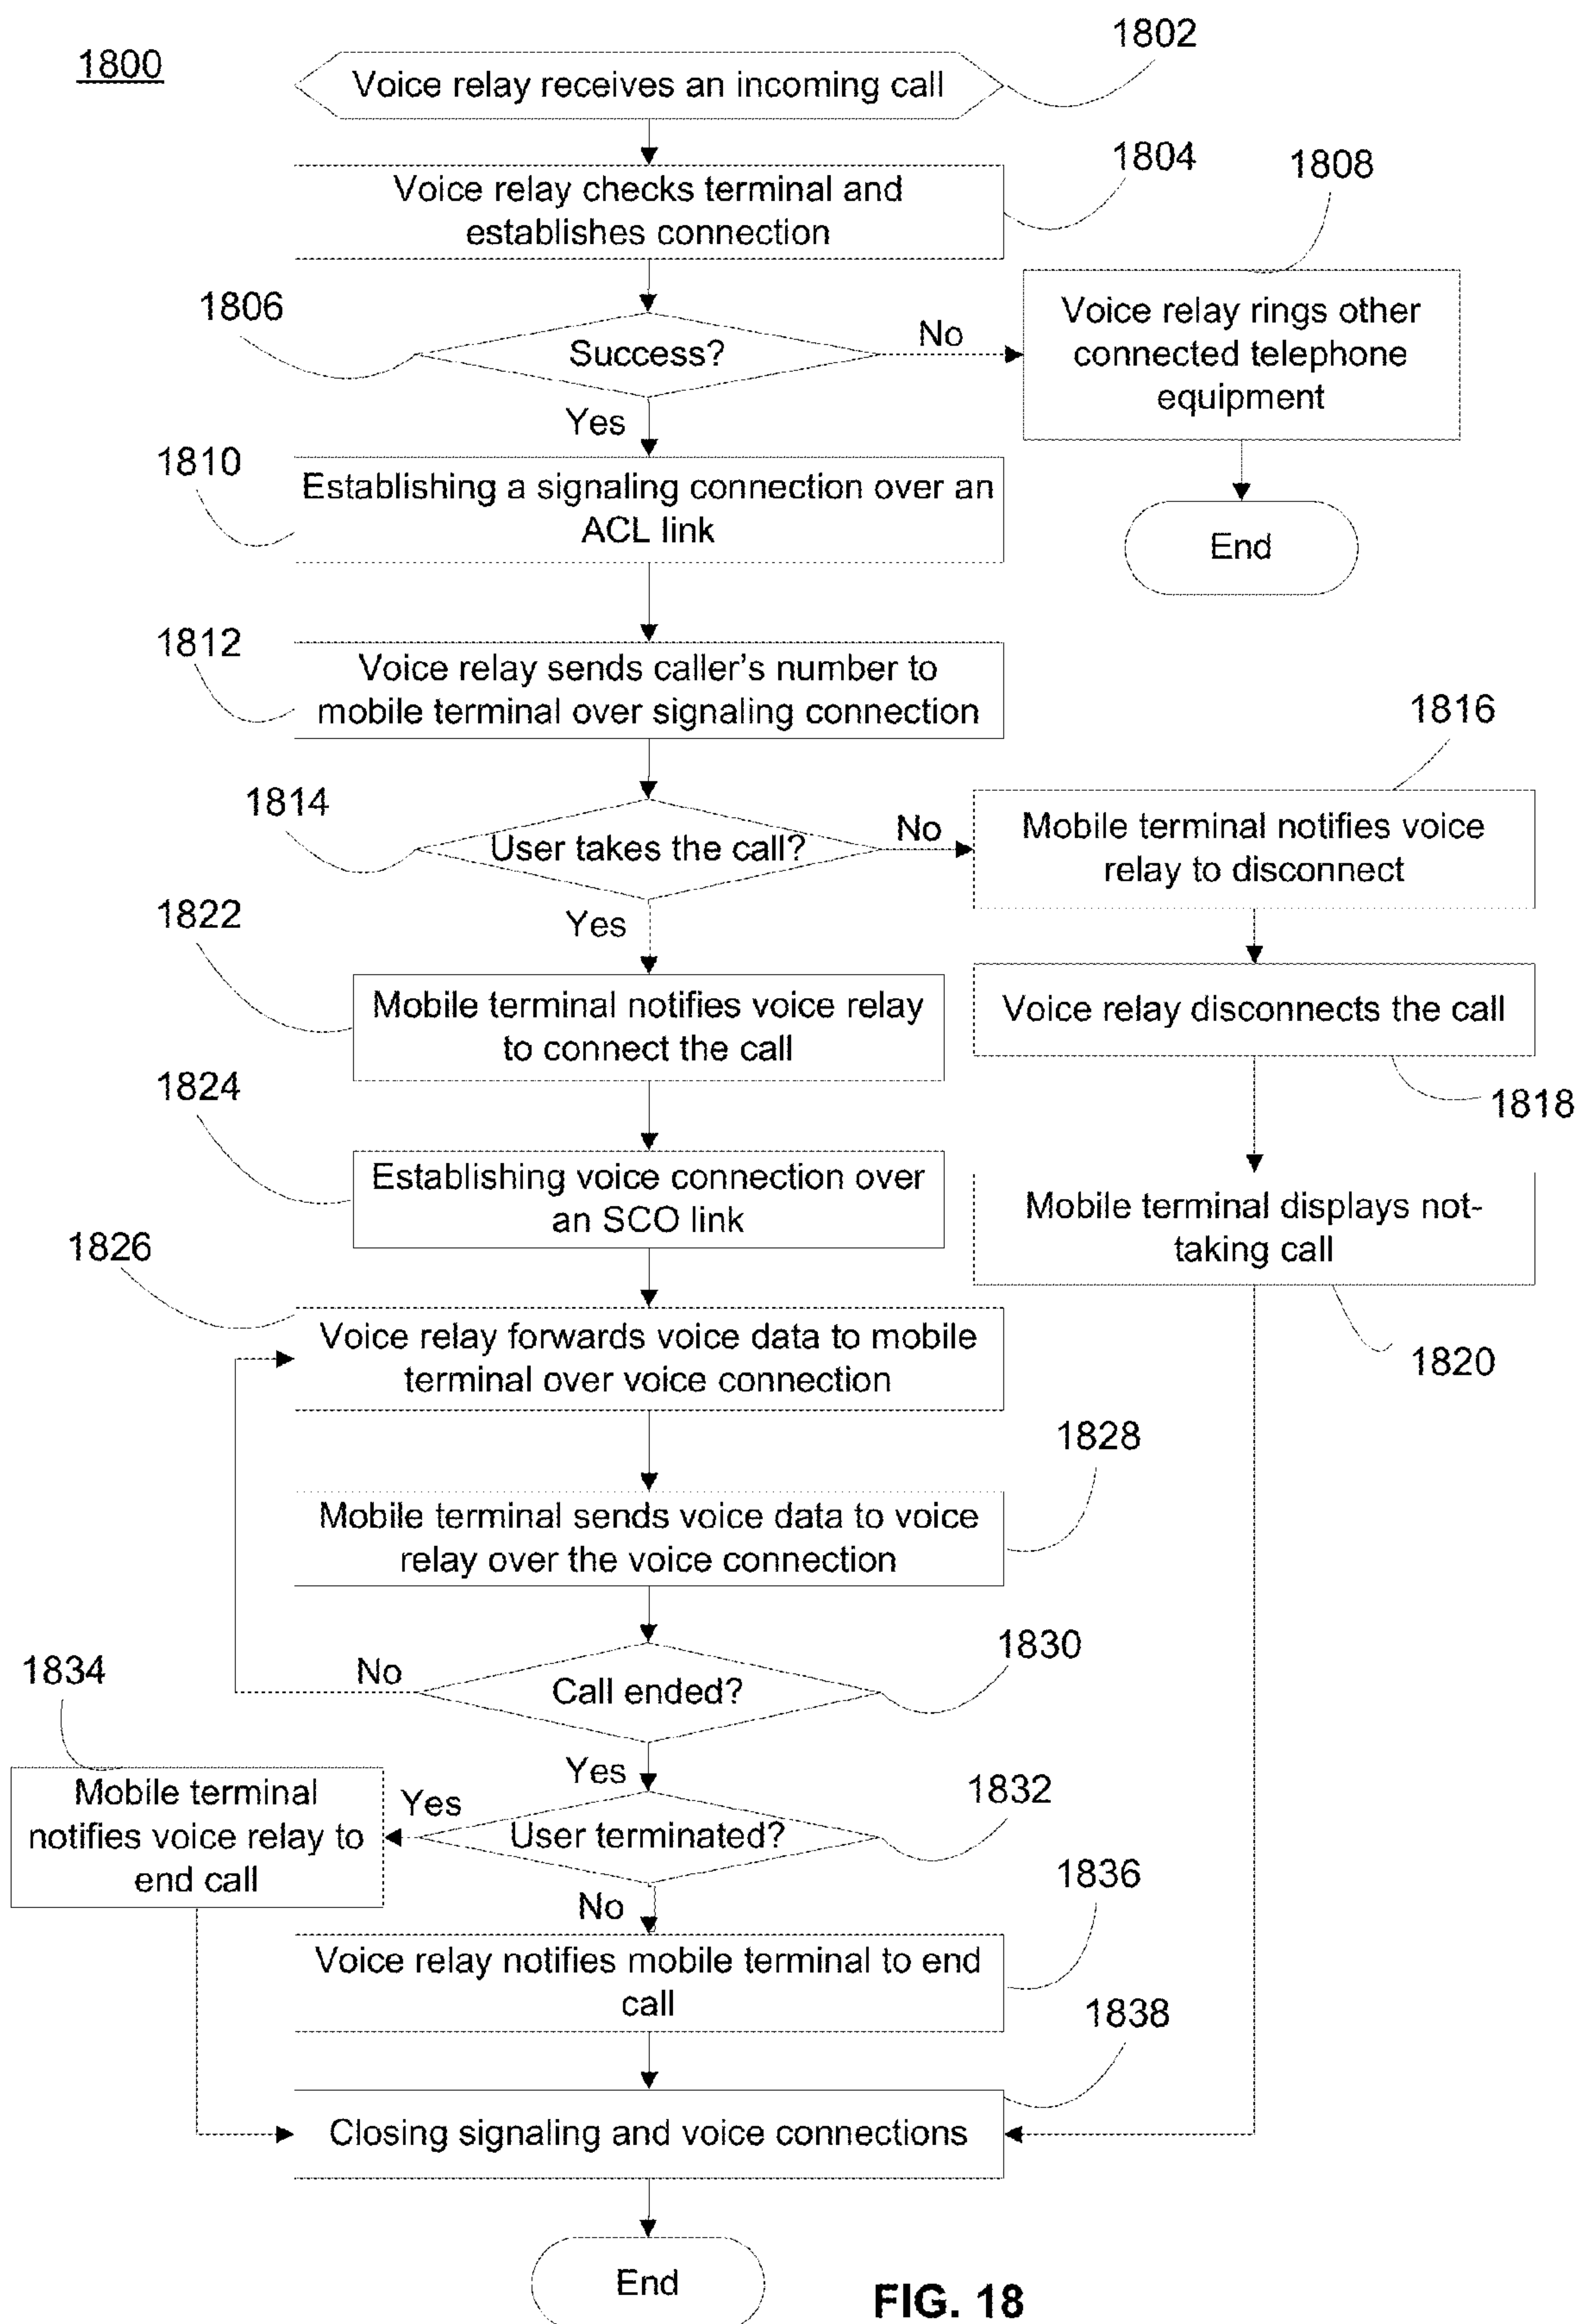 1800
1802
Voice relay receives an incoming call
1804
1808
Voice relay checks terminal and
establishes connection
1806
Success?
No
Voice relay rings other
connected telephone
equipment
Yes
1810
Establishing a signaling connection over an
ACL link
End
1812
Voice relay sends caller's number to
mobile terminal over signaling connection
1816
1814
User takes the call?
No
Mobile terminal notifies voice
relay to disconnect
Yes
1822
Mobile terminal notifies voice relay
to connect the call
Voice relay disconnects the call
1818
1824
Establishing voice connection over
an SCO link
Mobile terminal displays not-
taking call
1820
1826
Voice relay forwards voice data to mobile
terminal over voice connection
1828
Mobile terminal sends voice data to voice
relay over the voice connection
1830
Call ended?
No
Yes
1834
Mobile terminal
notifies voice relay to
end call
Yes
1832
User terminated?
No
1836
Voice relay notifies mobile terminal to end
call
1838
Closing signaling and voice connections
End
FIG. 18